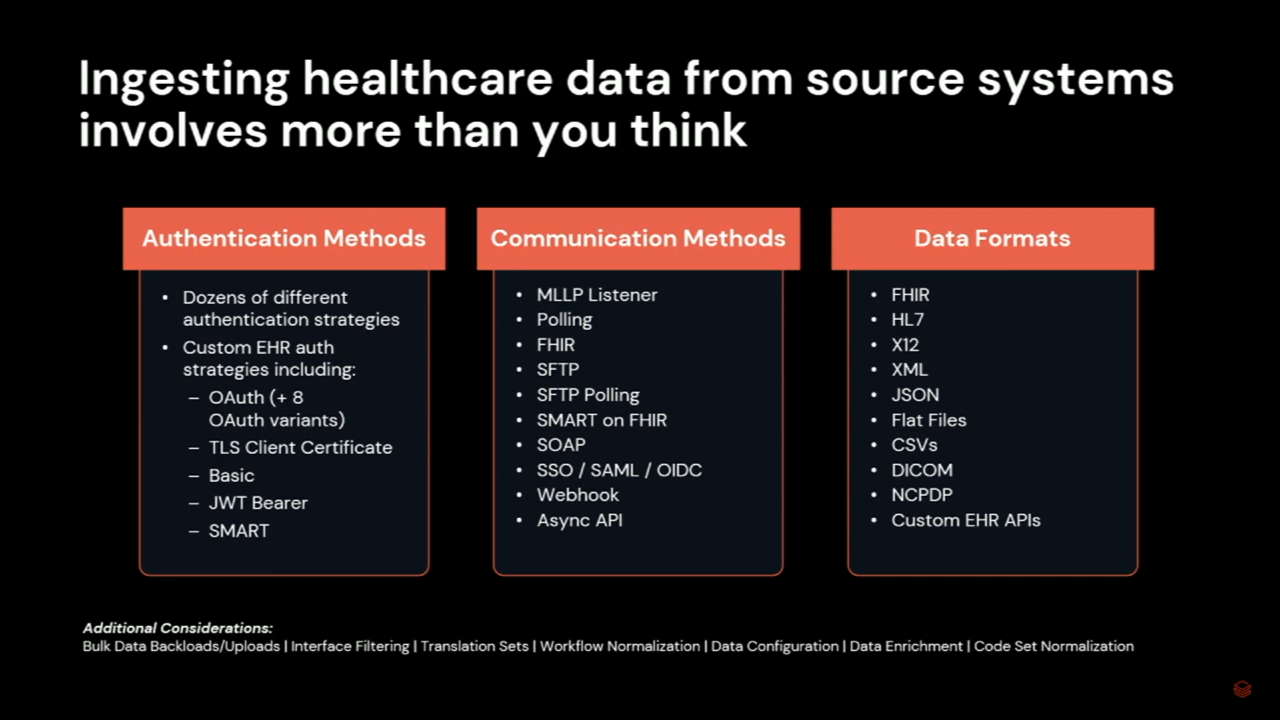 Ingesting healthcare data from source systems
involves more than you think
Authentication Methods
• Dozens of different
authentication strategies
• Custom EHR auth
strategies including:
– OAuth (+ 8
OAuth variants)
– TLS Client Certificate
– Basic
– JWT Bearer
– SMART
Communication Methods
• MLLP Listener
• Polling
• FHIR
• SFTP
• SFTP Polling
• SMART on FHIR
• SOAP
• SSO / SAML / OIDC
• Webhook
• Async API
Data Formats
• FHIR
• HL7
• X12
• XML
• JSON
• Flat Files
• CSVs
• DICOM
• NCPDP
• Custom EHR APIs
Additional Considerations:
Bulk Data Backloads/Uploads | Interface Filtering | Translation Sets | Workflow Normalization | Data Configuration | Data Enrichment | Code Set Normalization